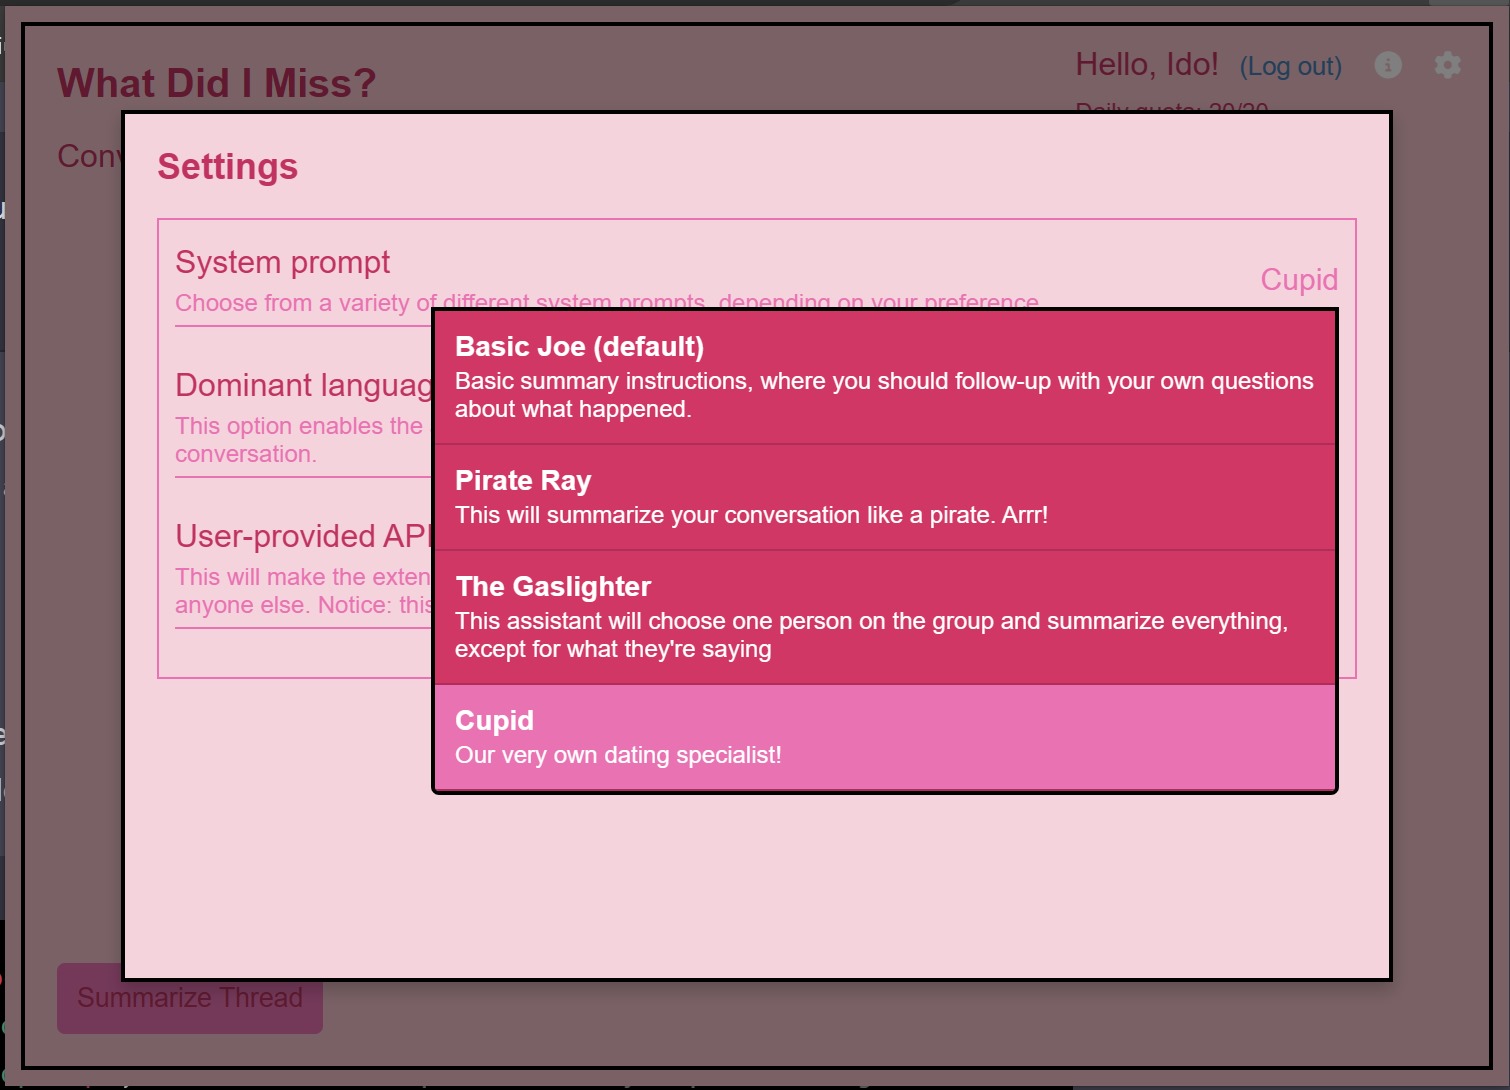 What Did I Miss?
Hello, Ido! (Log out)
Daily quota: 20/20
Conv
Settings
System prompt
Cupid
Choose from a variety of different system prompts, depending on your preference
Basic Joe (default)
Basic summary instructions, where you should follow-up with your own questions
about what happened.
Dominant languag
This option enables the
conversation.
Pirate Ray
This will summarize your conversation like a pirate. Arrr!
User-provided API
This will make the exten
anyone else. Notice: this
The Gaslighter
This assistant will choose one person on the group and summarize everything,
except for what they're saying
Cupid
Our very own dating specialist!
Summarize Thread